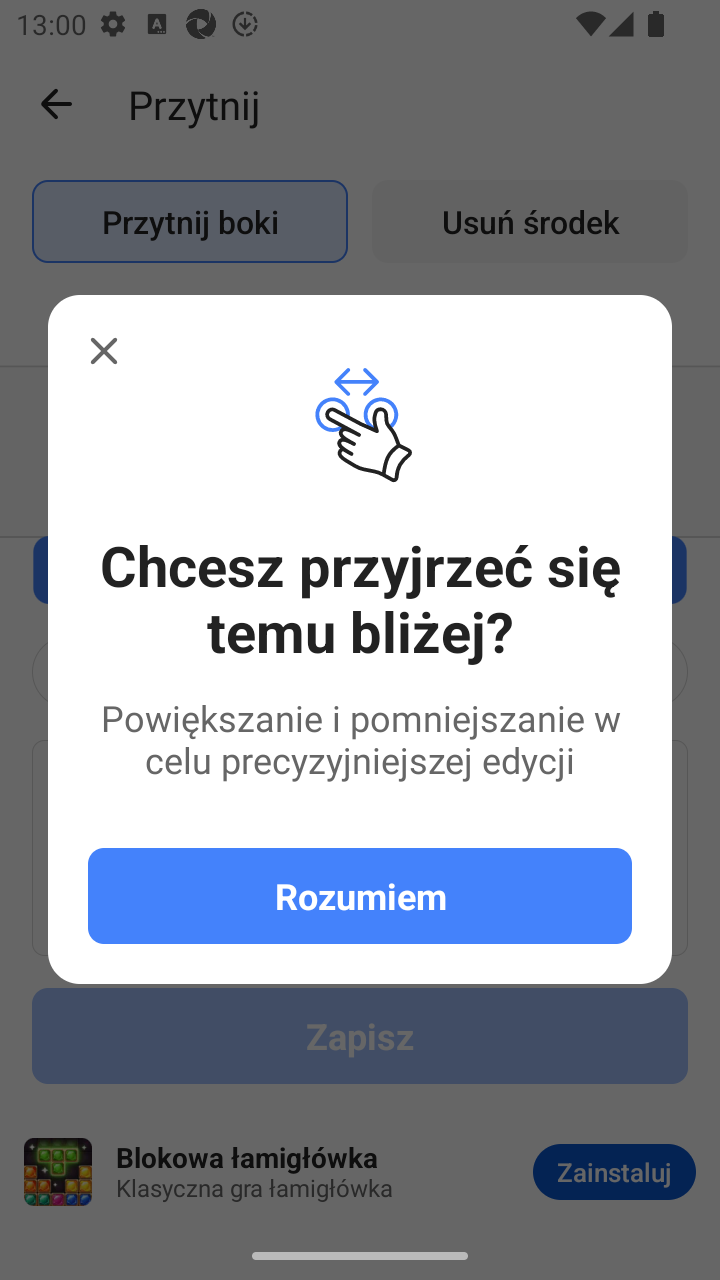 13:00
Przytnij
Przytnij boki
Usuń środek
Chcesz przyjrzeć się
temu bliżej?
Powiększanie i pomniejszanie w
celu precyzyjniejszej edycji
Rozumiem
Zapisz
Blokowa łamigłówka
Klasyczna gra łamigłówka
Zainstaluj